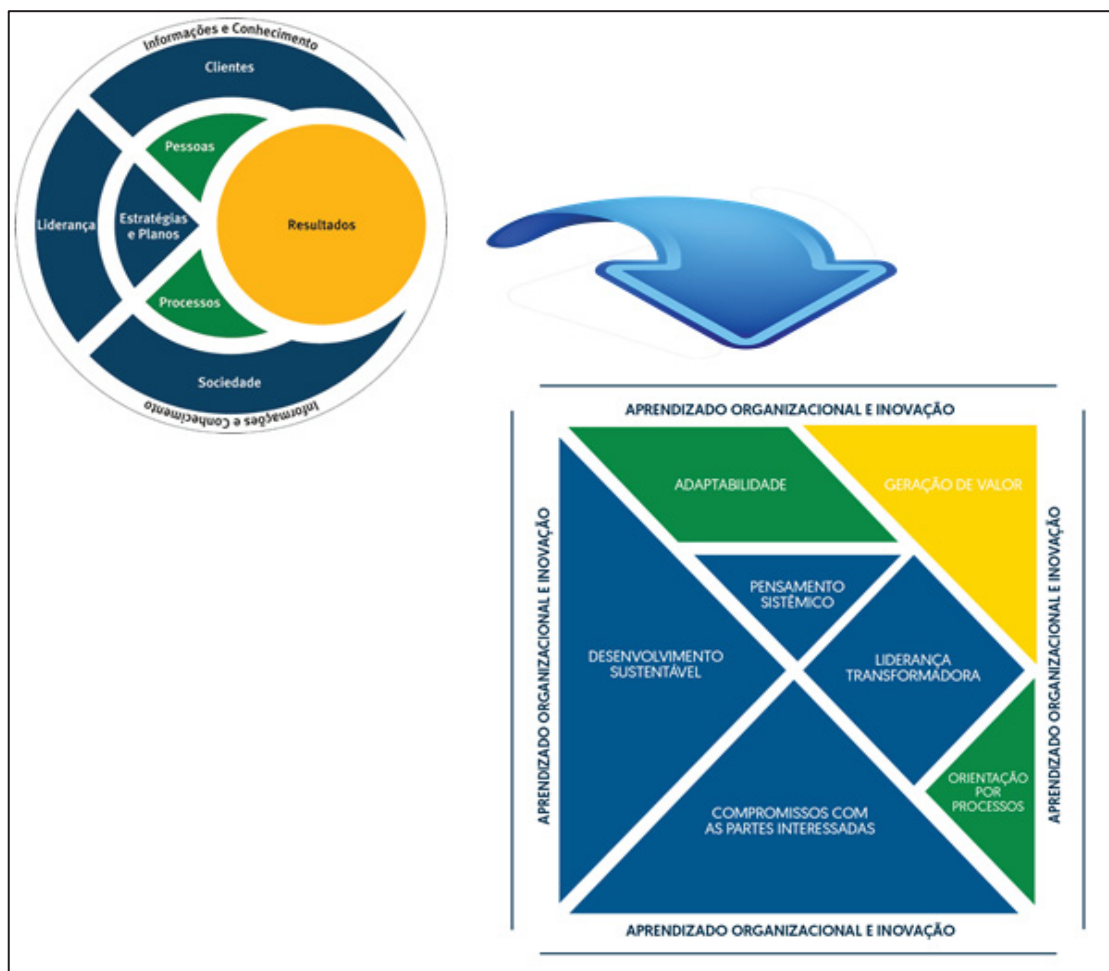 Informações e Conhecimento
Clientes
Pessoas
Liderança
Estratégias
e Planos
Resultados
Processos
Sociedade
Informações e Conhecimento
APRENDIZADO ORGANIZACIONAL E INOVAÇÃO
ADAPTABILIDADE
GERAÇÃO DE VALOR
APRENDIZADO ORGANIZACIONAL E INOVAÇÃO
PENSAMENTO
SISTÊMICO
DESENVOLVIMENTO
SUSTENTÁVEL
LIDERANÇA
TRANSFORMADORA
APRENDIZADO ORGANIZACIONAL E INOVAÇÃO
ORIENTAÇÃO
POR
PROCESSOS
COMPROMISSOS COM
AS PARTES INTERESSADAS
APRENDIZADO ORGANIZACIONAL E INOVAÇÃO